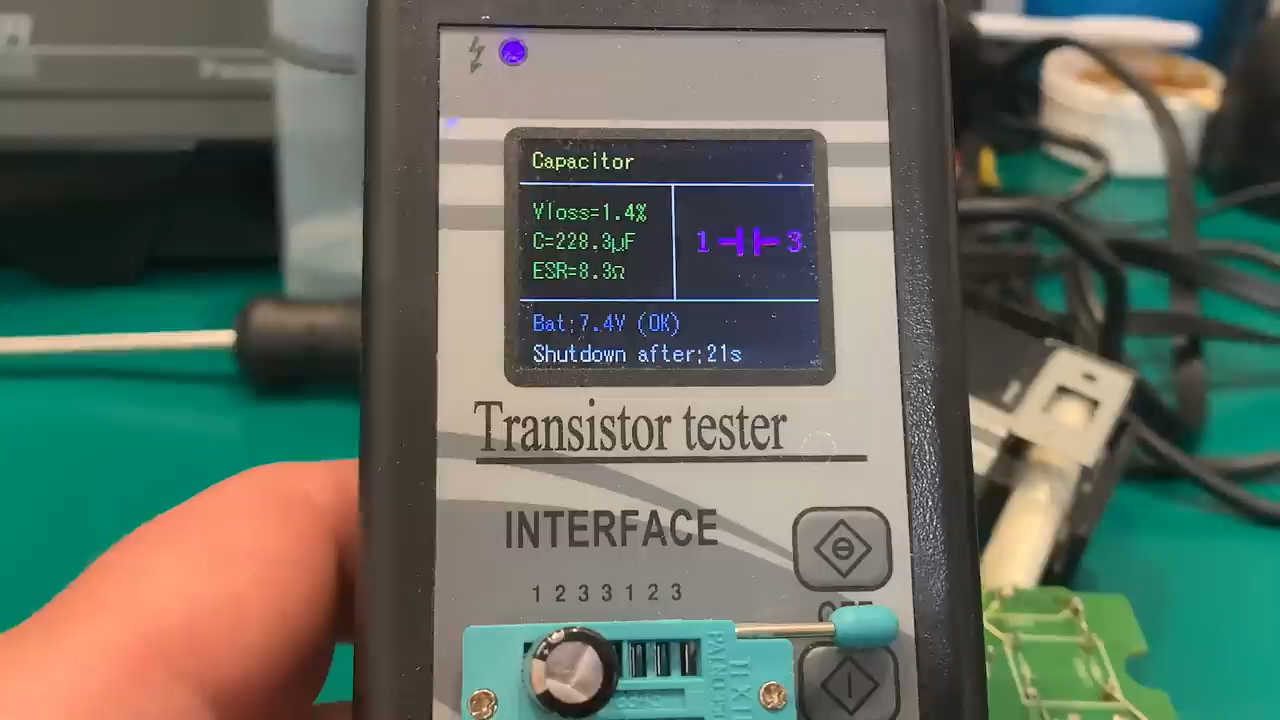 Capacitor
Vloss=1.4%
C=228.3µF
ESR=8.3Ω
1 3
Bat:7.4V (OK)
Shutdown after:21s
Transistor tester
INTERFACE
1 2 3 3 1 2 3
OFF